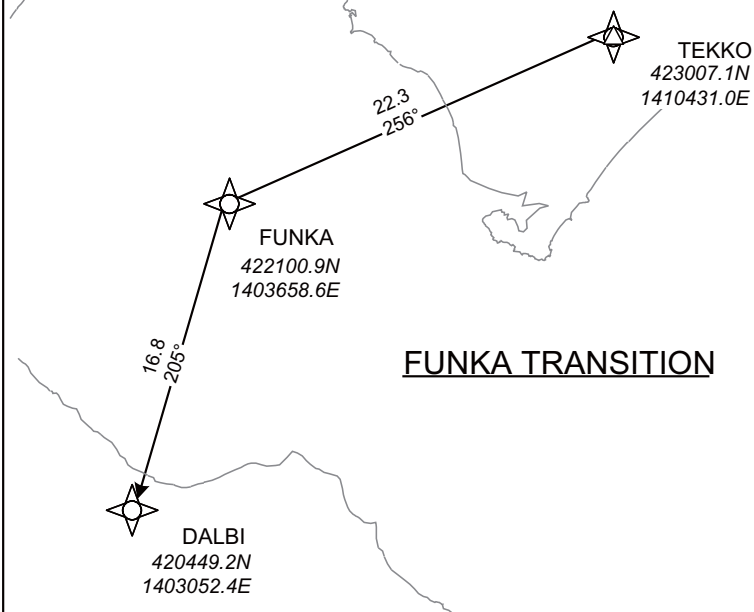 TEKKO
423007.1N
1410431.0E
22.3
256°
FUNKA
422100.9N
1403658.6E
16.8
205°
FUNKA TRANSITION
DALBI
420449.2N
1403052.4E